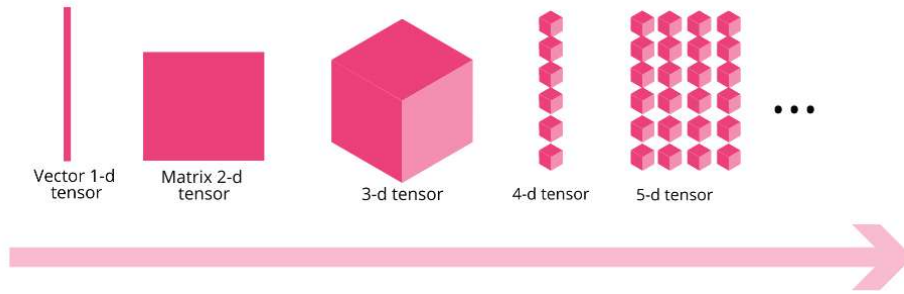 Vector 1-d
tensor
Matrix 2-d
tensor
3-d tensor
4-d tensor
5-d tensor
...